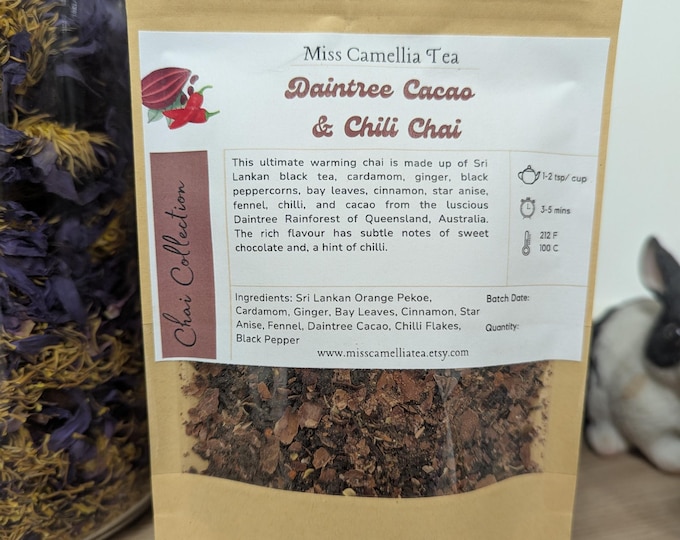 Miss Camellia Tea
Daintree Cacao
& Chili Chai
Chai Collection
This ultimate warming chai is made up of Sri
Lankan black tea, cardamom, ginger, black
peppercorns, bay leaves, cinnamon, star anise,
fennel, chilli, and cacao from the luscious
Daintree Rainforest of Queensland, Australia.
The rich flavour has subtle notes of sweet
chocolate and, a hint of chilli.
1-2 tsp/ cup
3-5 mins
212 F
100 C
Ingredients: Sri Lankan Orange Pekoe,
Cardamom, Ginger, Bay Leaves, Cinnamon, Star
Anise, Fennel, Daintree Cacao, Chilli Flakes,
Black Pepper
Batch Date:
Quantity:
www.misscamelliatea.etsy.com